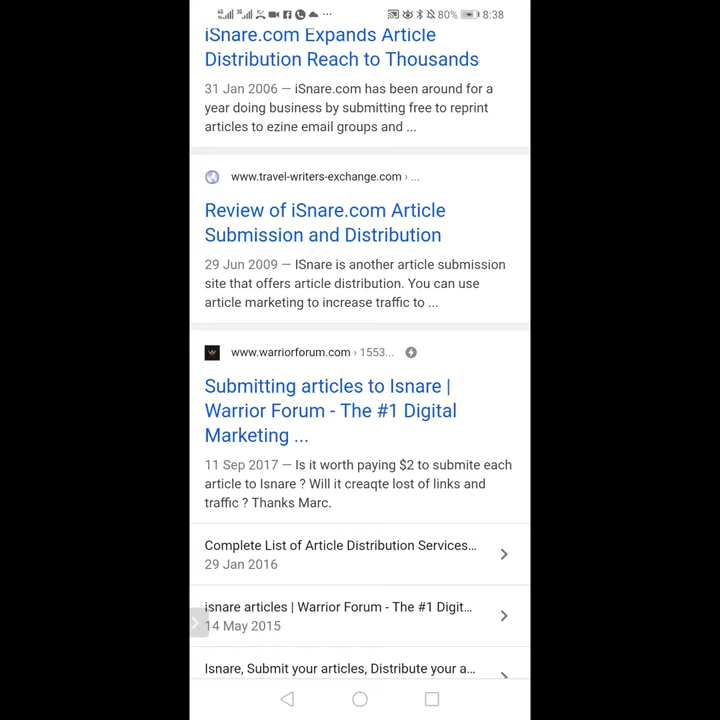 80% 8:38
iSnare.com Expands Article
Distribution Reach to Thousands
31 Jan 2006 — iSnare.com has been around for a
year doing business by submitting free to reprint
articles to ezine email groups and ...
www.travel-writers-exchange.com › ...
Review of iSnare.com Article
Submission and Distribution
29 Jun 2009 — ISnare is another article submission
site that offers article distribution. You can use
article marketing to increase traffic to ...
www.warriorforum.com › 1553...
Submitting articles to Isnare |
Warrior Forum - The #1 Digital
Marketing ...
11 Sep 2017 — Is it worth paying $2 to submite each
article to Isnare ? Will it creaqte lost of links and
traffic ? Thanks Marc.
Complete List of Article Distribution Services...
29 Jan 2016
isnare articles | Warrior Forum - The #1 Digit...
14 May 2015
Isnare, Submit your articles, Distribute your a...